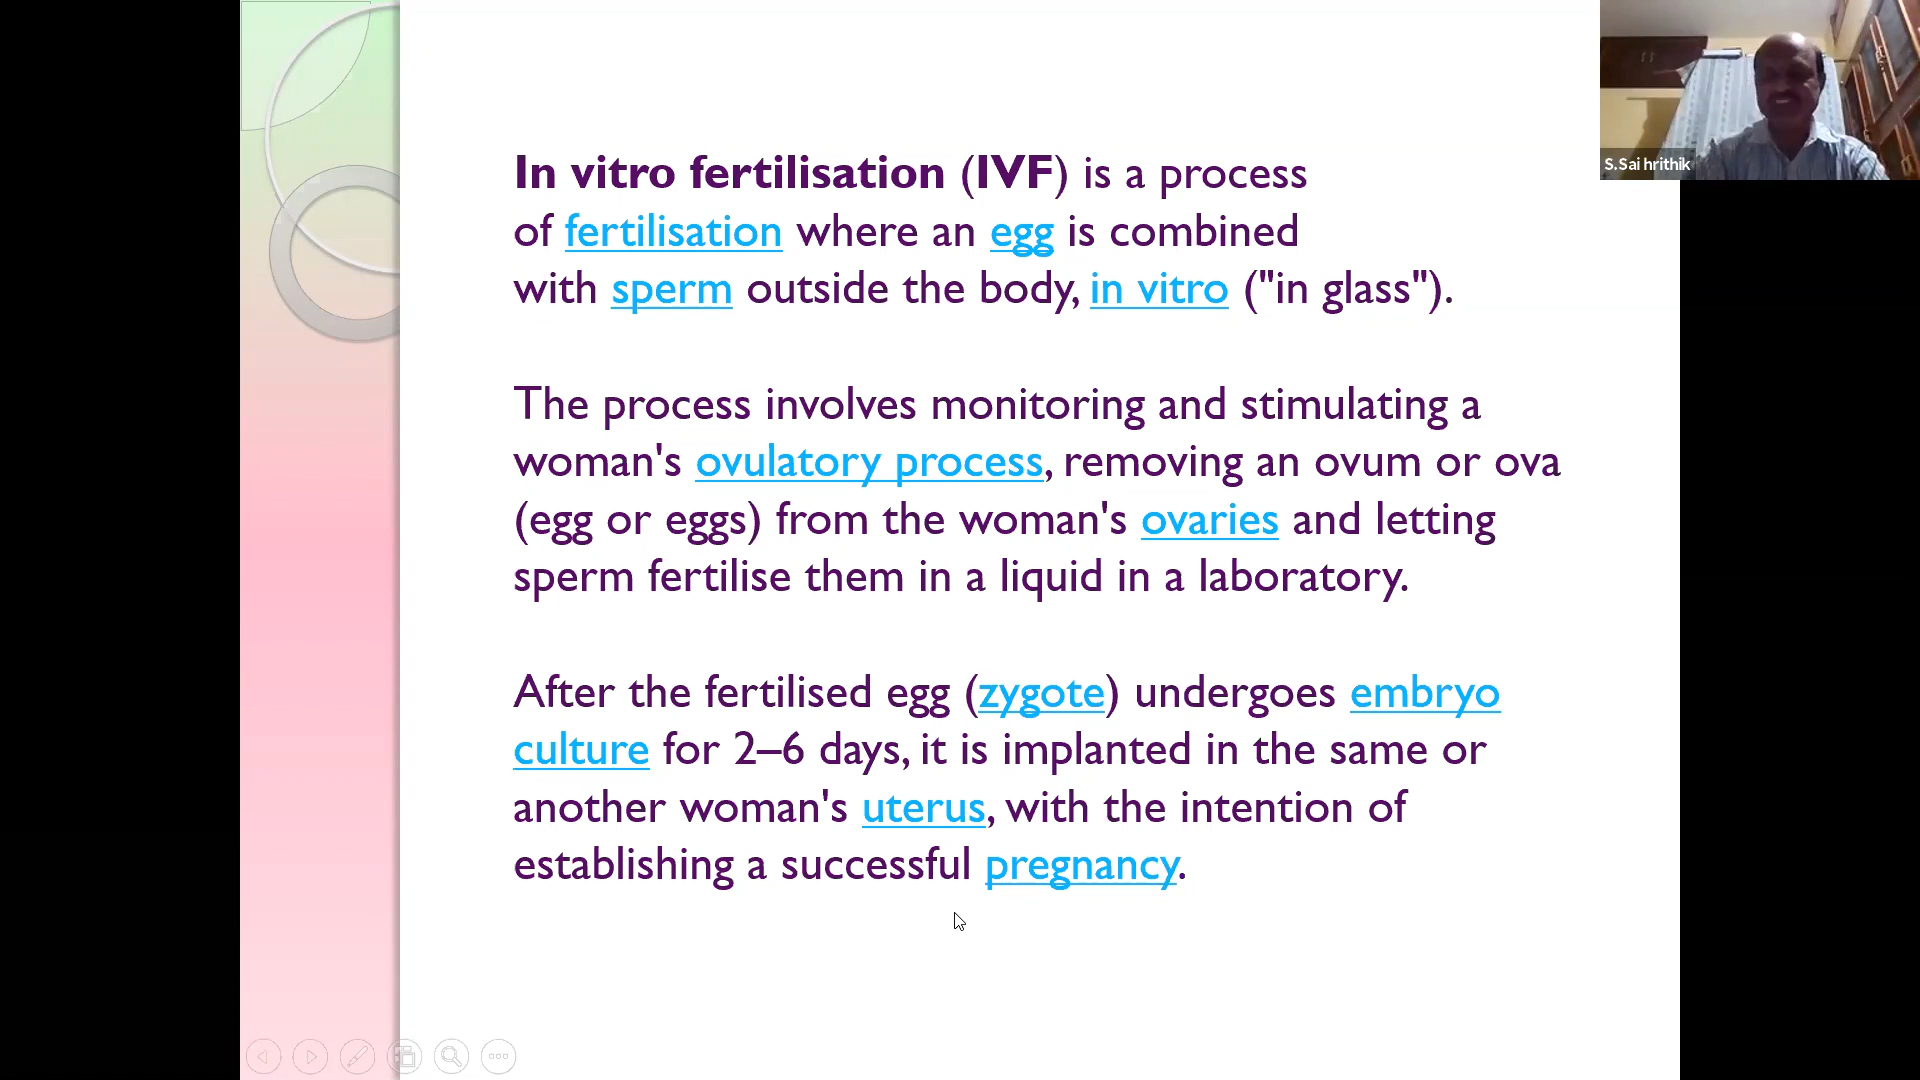 In vitro fertilisation (IVF) is a process
of fertilisation where an egg is combined
with sperm outside the body, in vitro ("in glass").
The process involves monitoring and stimulating a
woman's ovulatory process, removing an ovum or ova
(egg or eggs) from the woman's ovaries and letting
sperm fertilise them in a liquid in a laboratory.
After the fertilised egg (zygote) undergoes embryo
culture for 2–6 days, it is implanted in the same or
another woman's uterus, with the intention of
establishing a successful pregnancy.
S.Sai hrithik